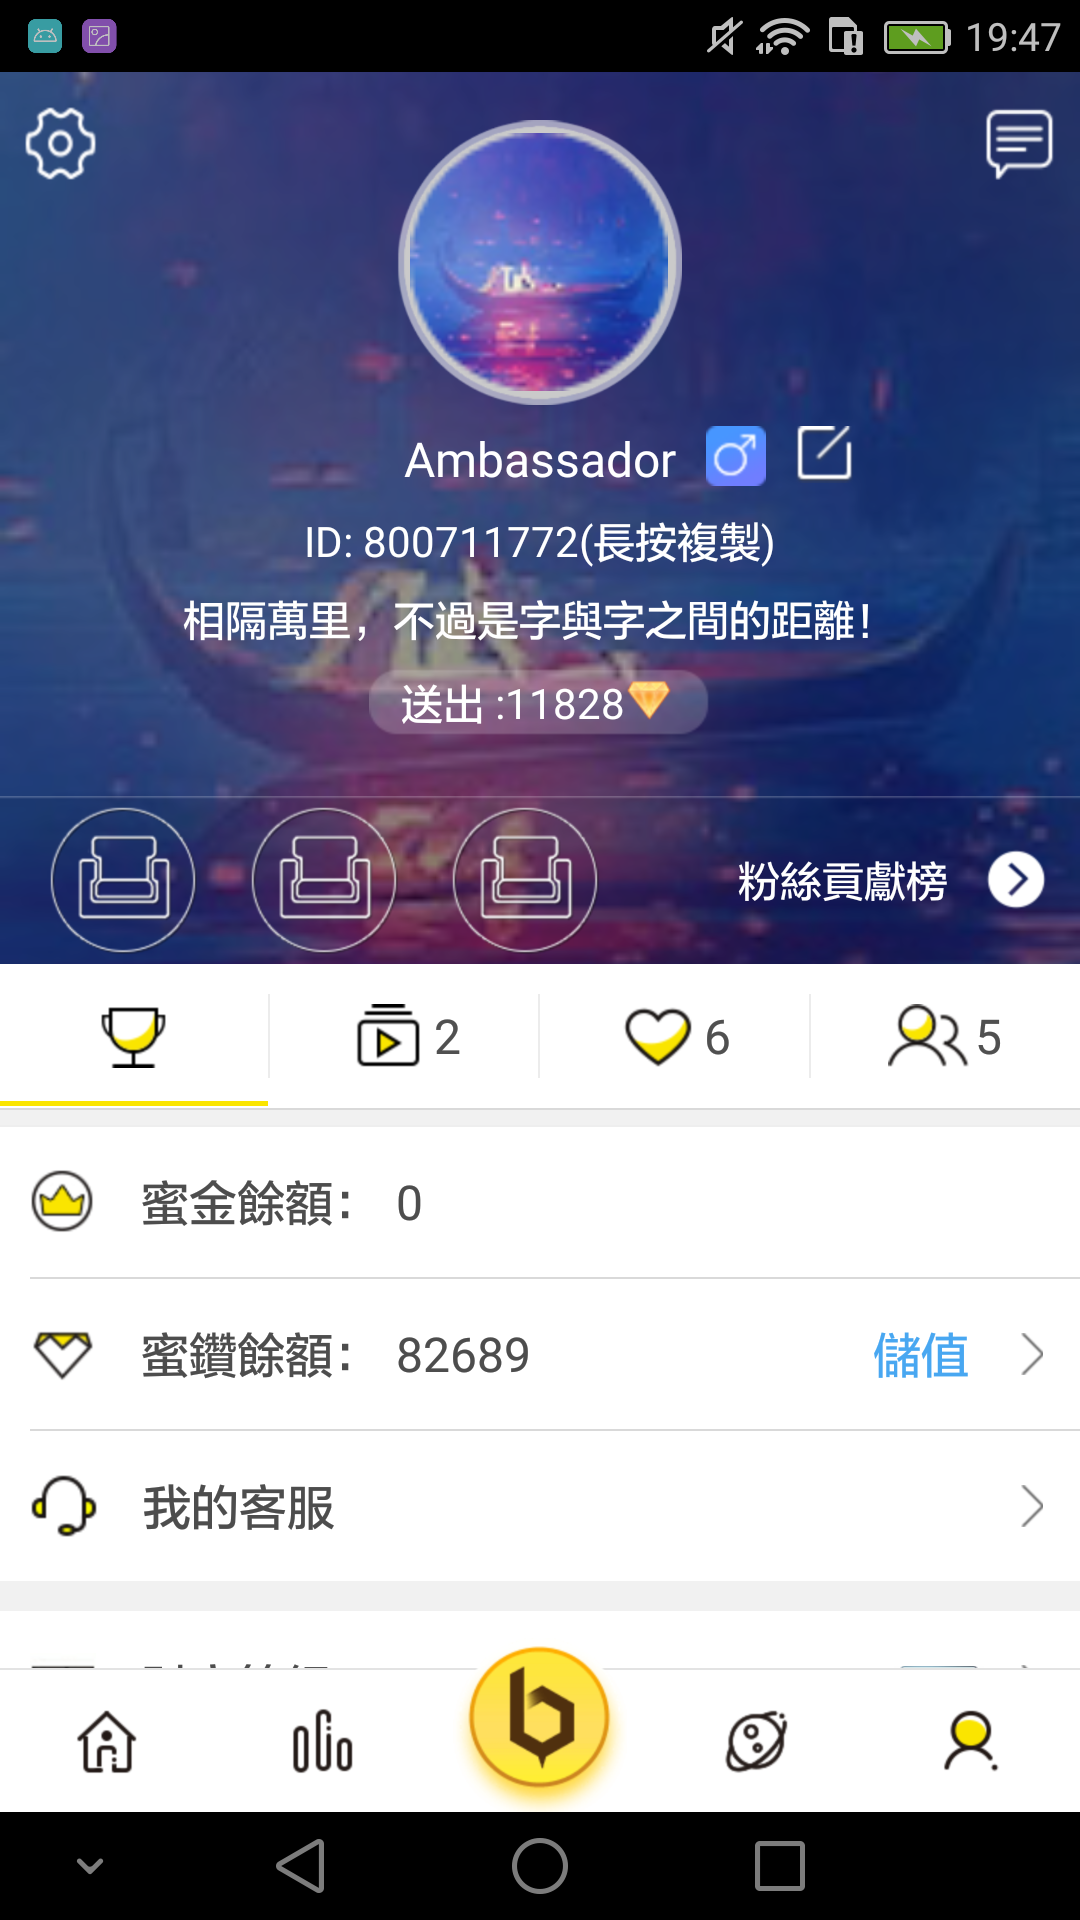 19:47
Ambassador
ID: 800711772(長按複製)
相隔萬里，不過是字與字之間的距離！
送出 :11828
粉絲貢獻榜
2
6
5
蜜金餘額： 0
蜜鑽餘額： 82689 儲值
我的客服